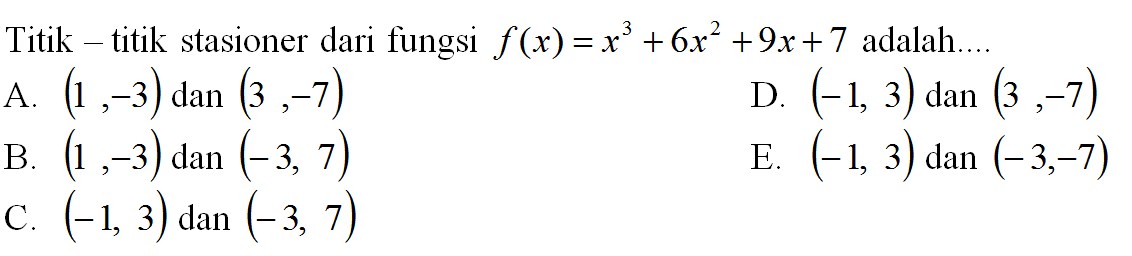 Titik – titik stasioner dari fungsi f(x) = x³ + 6x² + 9x + 7 adalah....
A. (1 ,–3) dan (3 ,–7) D. (–1, 3) dan (3 ,–7)
B. (1 ,–3) dan (–3, 7) E. (–1, 3) dan (–3,–7)
C. (–1, 3) dan (–3, 7)